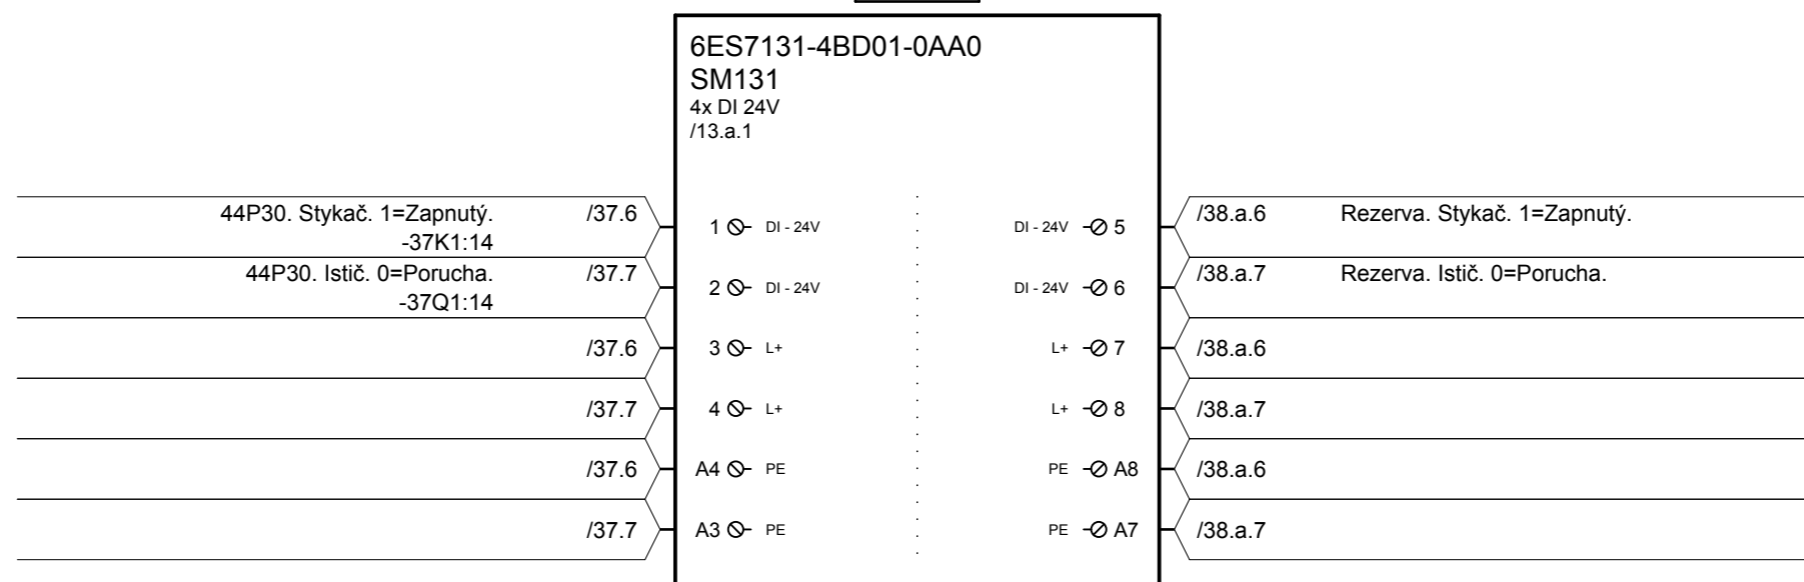 6ES7131-4BD01-0AA0
SM131
4x DI 24V
/13.a.1
44P30. Stykač. 1=Zapnutý. /37.6 1 DI - 24V DI - 24V 5 /38.a.6 Rezerva. Stykač. 1=Zapnutý.
-37K1:14
44P30. Istič. 0=Porucha. /37.7 2 DI - 24V DI - 24V 6 /38.a.7 Rezerva. Istič. 0=Porucha.
-37Q1:14
/37.6 3 L+ L+ 7 /38.a.6
/37.7 4 L+ L+ 8 /38.a.7
/37.6 A4 PE PE A8 /38.a.6
/37.7 A3 PE PE A7 /38.a.7